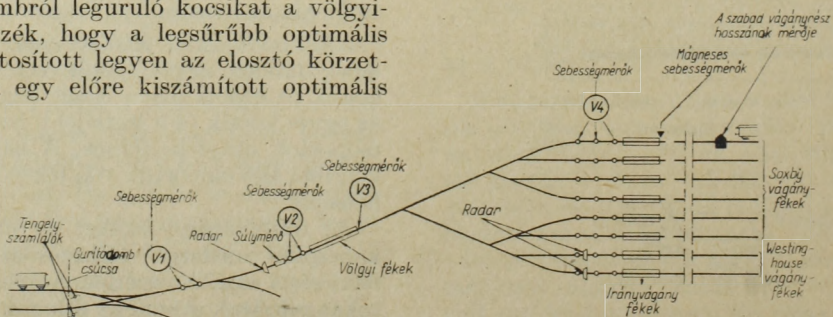 mbról leguruló kocsikat a völgyi-
zék, hogy a legsűrűbb optimális
tosított legyen az elosztó körzet-
egy előre kiszámított optimális
A szabad vágányrész
hosszának mérője
Mágneses
sebességmérők
Sebességmérők
V4
Sebességmérők
V3
Sebességmérők
V2
Sebességmérők
V1
Radar
Súlymérő
Völgyi fékek
Radar
Tengely-
számlálók
Gurítódomb
csúcsa
Saxby
vágány-
fékek
Westing-
house
vágány-
fékek
Irányvágány
fékek